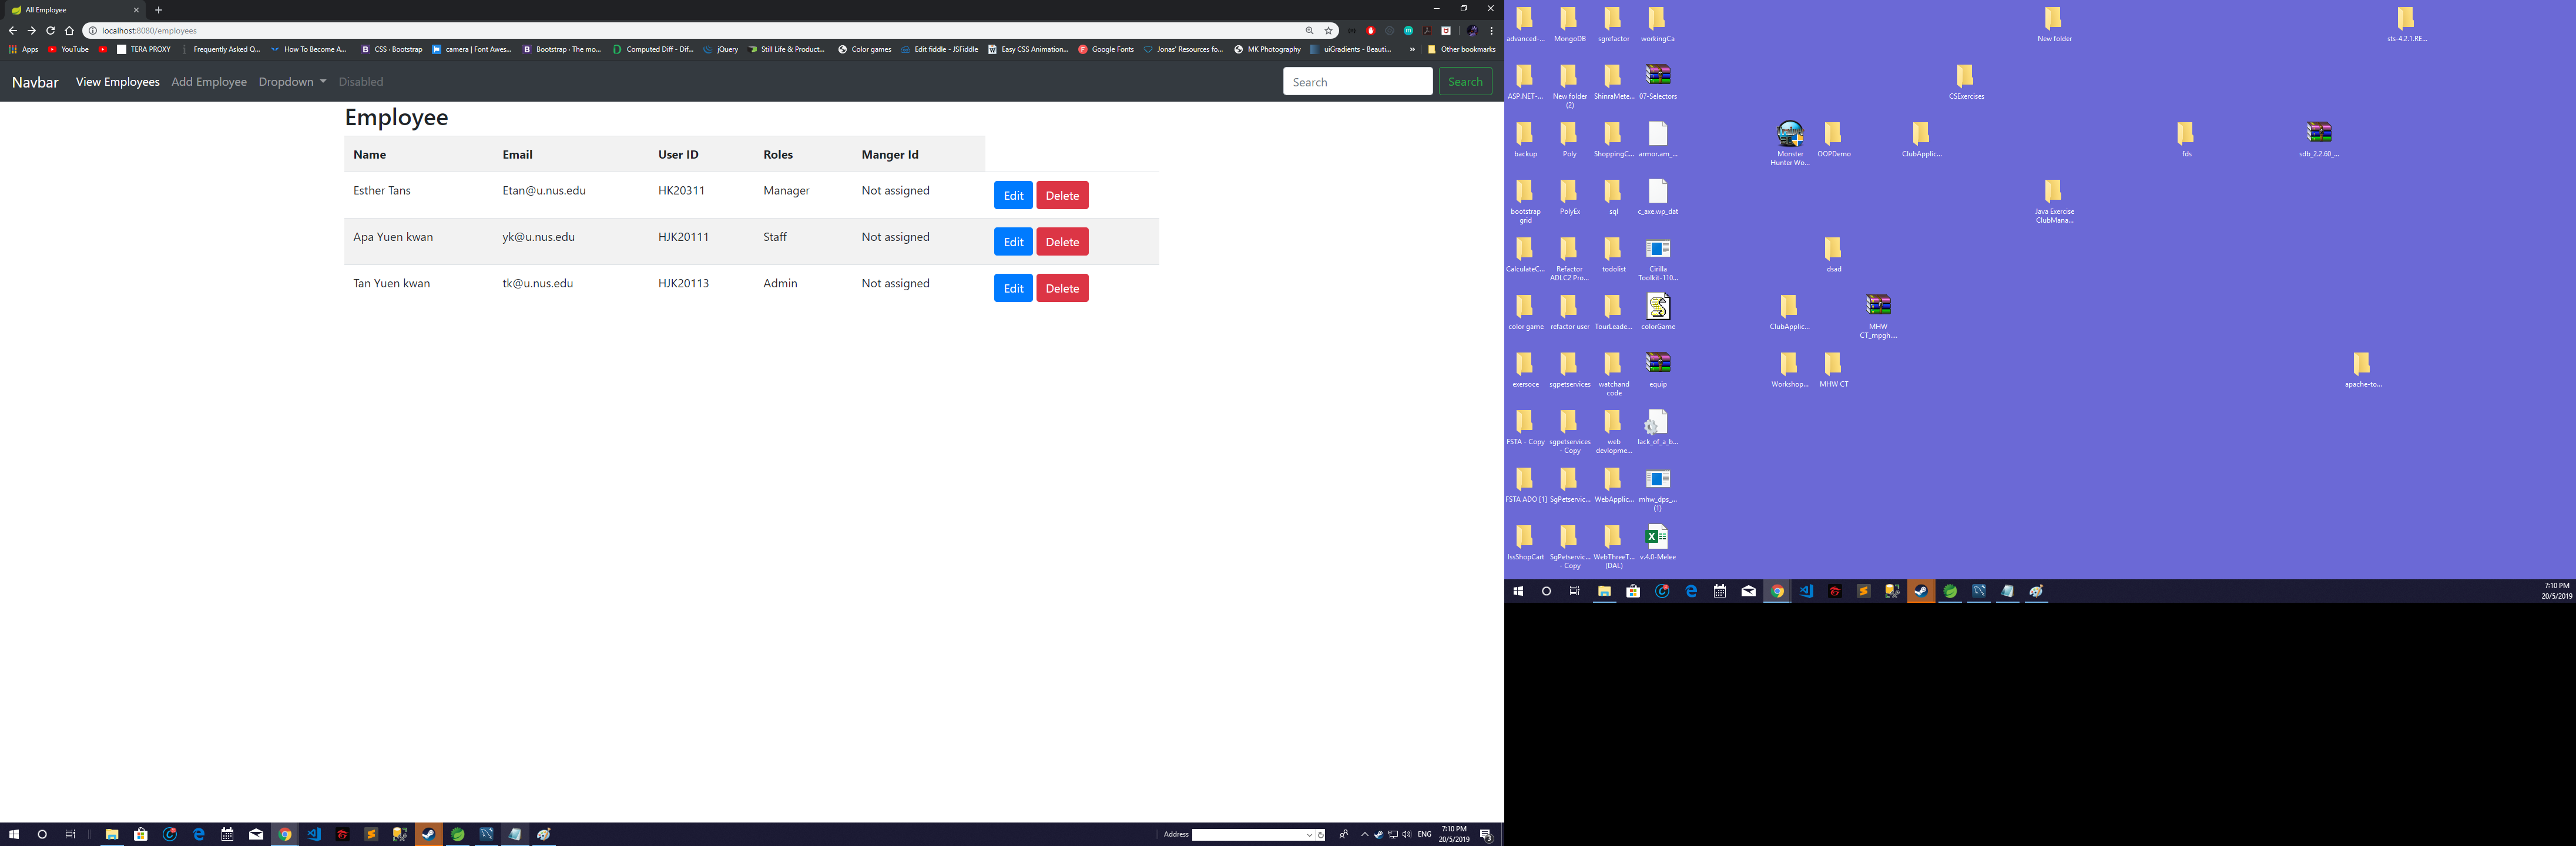 All Employee
localhost:8080/employees
Apps YouTube TERA PROXY Frequently Asked Q... How To Become A... CSS · Bootstrap camera | Font Awes... Bootstrap · The mo... Computed Diff - Dif... jQuery Still Life & Product... Color games Edit fiddle - JSFiddle Easy CSS Animation... Google Fonts Jonas' Resources fo... MK Photography uiGradients - Beauti... » Other bookmarks
Navbar View Employees Add Employee Dropdown Disabled Search Search
Employee
Name Email User ID Roles Manger Id
Esther Tans Etan@u.nus.edu HK20311 Manager Not assigned Edit Delete
Apa Yuen kwan yk@u.nus.edu HJK20111 Staff Not assigned Edit Delete
Tan Yuen kwan tk@u.nus.edu HJK20113 Admin Not assigned Edit Delete
Address ENG 7:10 PM
20/5/2019
advanced-... MongoDB sgrefactor workingCa New folder sts-4.2.1.RE...
ASP.NET-... New folder ShinraMete... 07-Selectors CSExercises
(2)
backup Poly ShoppingC... armor.am_... Monster OOPDemo ClubApplic... fds sdb_2.2.60_...
Hunter Wo...
bootstrap PolyEx sql c_axe.wp_dat Java Exercise
grid ClubMana...
CalculateC... Refactor todolist Cirilla dsad
ADLC2 Pro... Toolkit-110...
color game refactor user TourLeade... colorGame ClubApplic... MHW
CT_mpgh....
exersoce sgpetservices watchand equip Workshop... MHW CT apache-to...
code
FSTA - Copy sgpetservices web lack_of_a_b...
- Copy devlopme...
FSTA ADO [1] SgPetservic... WebApplic... mhw_dps_...
(1)
IssShopCart SgPetservic... WebThreeT... v.4.0-Melee
- Copy (DAL)
7:10 PM
20/5/2019